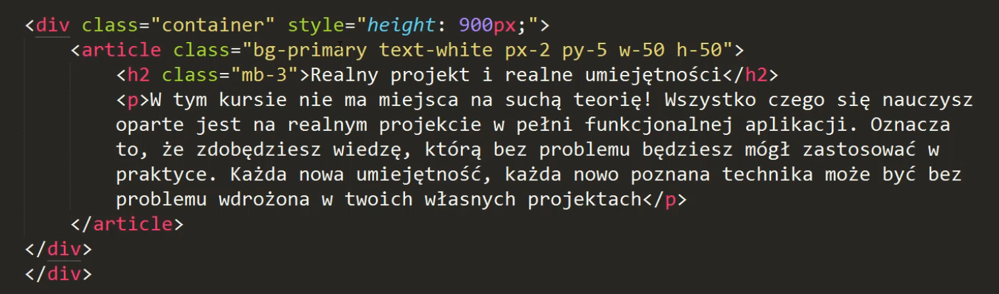 <div class="container" style="height: 900px;">
<article class="bg-primary text-white px-2 py-5 w-50 h-50">
<h2 class="mb-3">Realny projekt i realne umiejętności</h2>
<p>W tym kursie nie ma miejsca na suchą teorię! Wszystko czego się nauczysz
oparte jest na realnym projekcie w pełni funkcjonalnej aplikacji. Oznacza
to, że zdobędziesz wiedzę, którą bez problemu będziesz mógł zastosować w
praktyce. Każda nowa umiejętność, każda nowo poznana technika może być bez
problemu wdrożona w twoich własnych projektach</p>
</article>
</div>
</div>